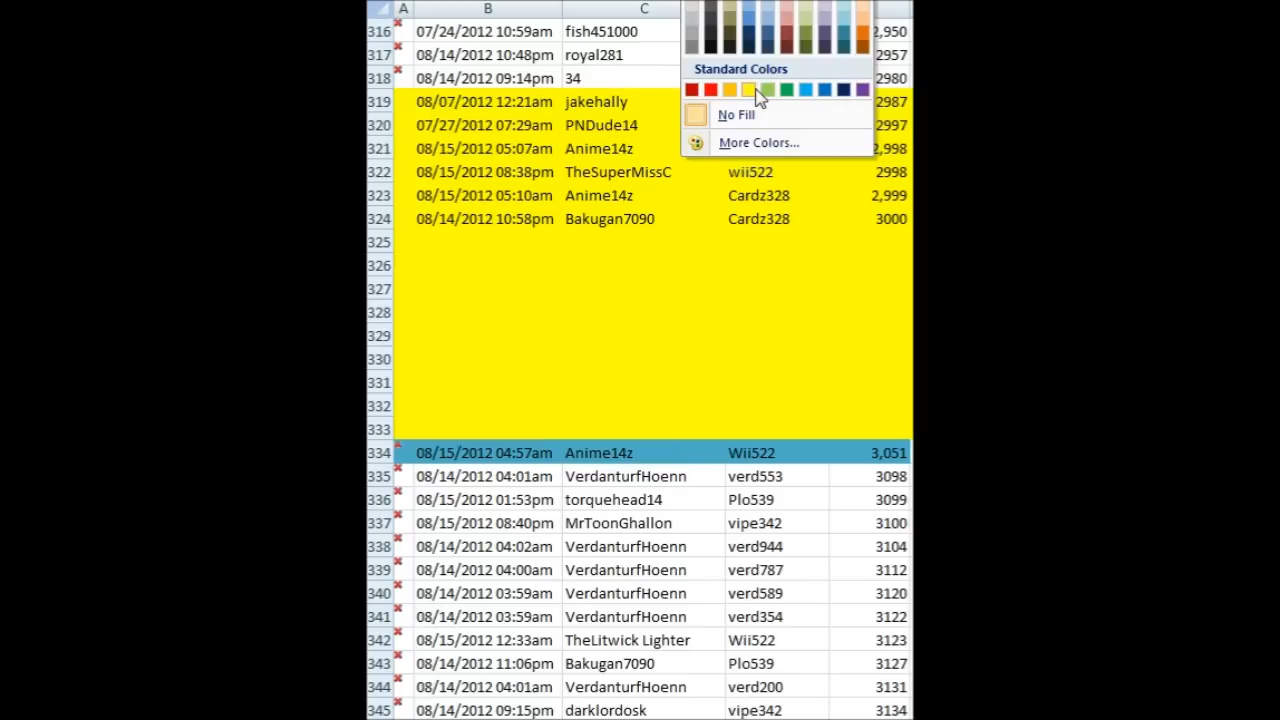 A B C
316 07/24/2012 10:59am fish451000 2,950
317 08/14/2012 10:48pm royal281 2957
318 08/14/2012 09:14pm 34 2980
Standard Colors
319 08/07/2012 12:21am jakehally 2987
No Fill
320 07/27/2012 07:29am PNDude14 2997
More Colors...
321 08/15/2012 05:07am Anime14z 2,998
322 08/15/2012 08:38pm TheSuperMissC wii522 2998
323 08/15/2012 05:10am Anime14z Cardz328 2,999
324 08/14/2012 10:58pm Bakugan7090 Cardz328 3000
325
326
327
328
329
330
331
332
333
334 08/15/2012 04:57am Anime14z Wii522 3,051
335 08/14/2012 04:01am VerdanturfHoenn verd553 3098
336 08/15/2012 01:53pm torquehead14 Plo539 3099
337 08/15/2012 08:40pm MrToonGhallon vipe342 3100
338 08/14/2012 04:02am VerdanturfHoenn verd944 3104
339 08/14/2012 04:00am VerdanturfHoenn verd787 3112
340 08/14/2012 03:59am VerdanturfHoenn verd589 3120
341 08/14/2012 03:59am VerdanturfHoenn verd354 3122
342 08/15/2012 12:33am TheLitwick Lighter Wii522 3123
343 08/14/2012 11:06pm Bakugan7090 Plo539 3127
344 08/14/2012 04:01am VerdanturfHoenn verd200 3131
345 08/14/2012 09:15pm darklordosk vipe342 3134